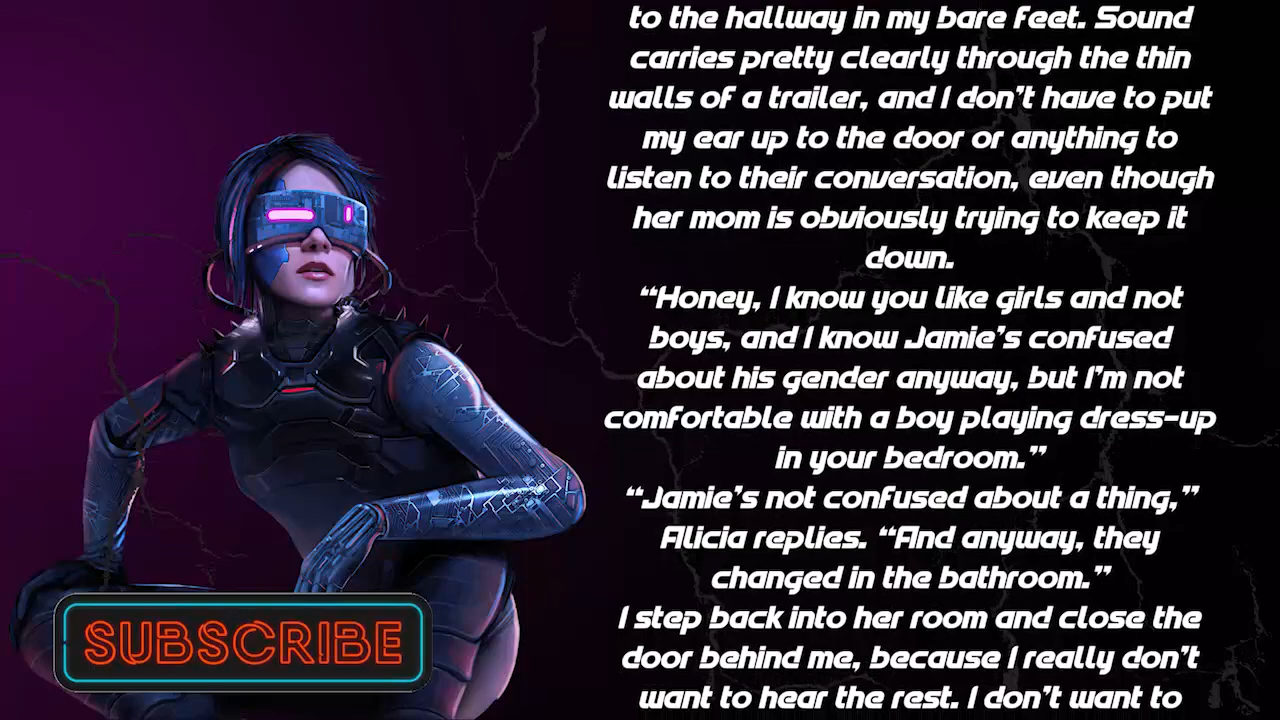 to the hallway in my bare feet. Sound
carries pretty clearly through the thin
walls of a trailer, and I don't have to put
my ear up to the door or anything to
listen to their conversation, even though
her mom is obviously trying to keep it
down.
“Honey, I know you like girls and not
boys, and I know Jamie's confused
about his gender anyway, but I'm not
comfortable with a boy playing dress-up
in your bedroom.”
“Jamie's not confused about a thing,”
Alicia replies. “And anyway, they
changed in the bathroom.”
I step back into her room and close the
door behind me, because I really don't
want to hear the rest. I don't want to
SUBSCRIBE